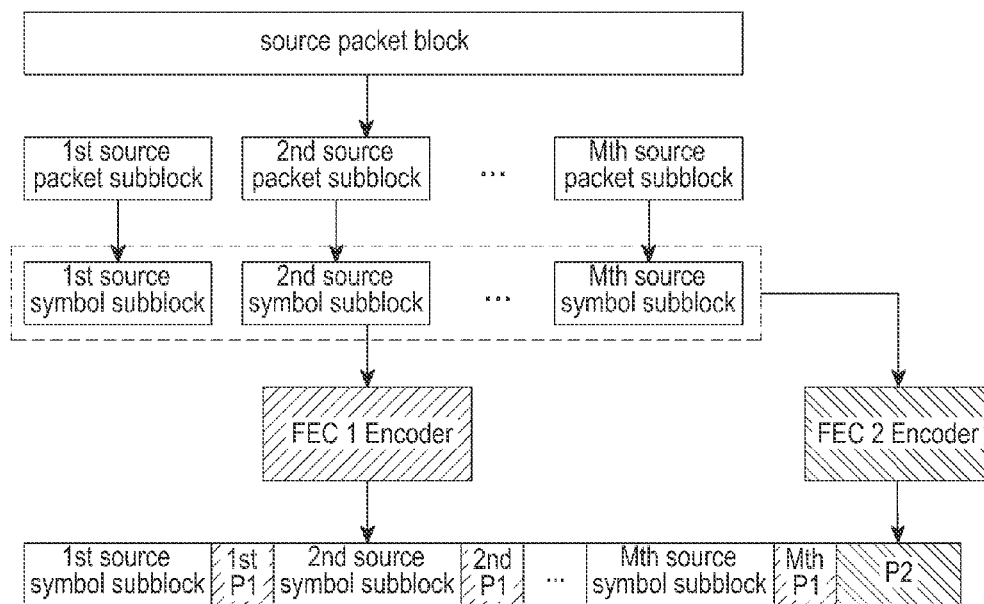 source packet block
1st source
packet subblock
2nd source
packet subblock
...
Mth source
packet subblock
1st source
symbol subblock
2nd source
symbol subblock
...
Mth source
symbol subblock
FEC 1 Encoder
FEC 2 Encoder
1st source
symbol subblock
1st
P1
2nd source
symbol subblock
2nd
P1
...
Mth source
symbol subblock
Mth
P1
P2